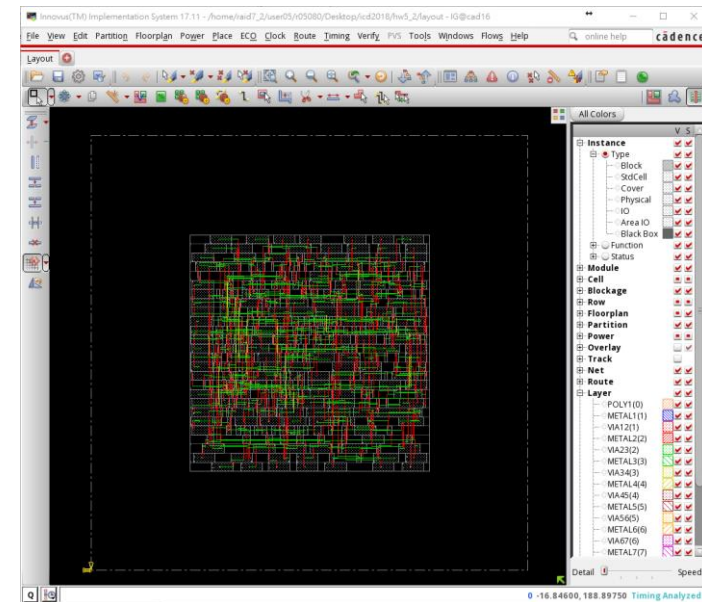 Innovus(TM) Implementation System 17.11 - /home/raid7_2/user05/r05080/Desktop/icd2018/hw5_2/layout - IG@cad16
File View Edit Partition Floorplan Power Place ECO Clock Route Timing Verify PVS Tools Windows Flows Help
online help
cādence
Layout
All Colors
V S
Instance
Type
Block
StdCell
Cover
Physical
IO
Area IO
Black Box
Function
Status
Module
Cell
Blockage
Row
Floorplan
Partition
Power
Overlay
Track
Net
Route
Layer
POLY1(0)
METAL1(1)
VIA12(1)
METAL2(2)
VIA23(2)
METAL3(3)
VIA34(3)
METAL4(4)
VIA45(4)
METAL5(5)
VIA56(5)
METAL6(6)
VIA67(6)
METAL7(7)
Detail Speed
Q
0 -16.84600, 188.89750 Timing Analyzed